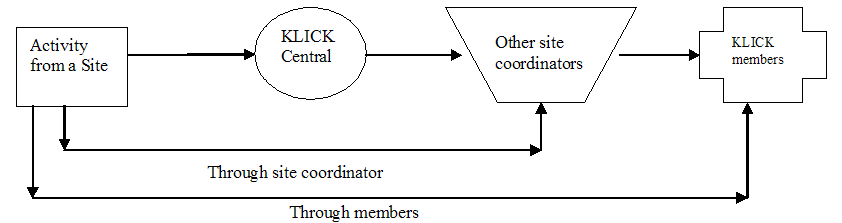 Activity
from a Site
KLICK
Central
Other site
coordinators
KLICK
members
Through site coordinator
Through members